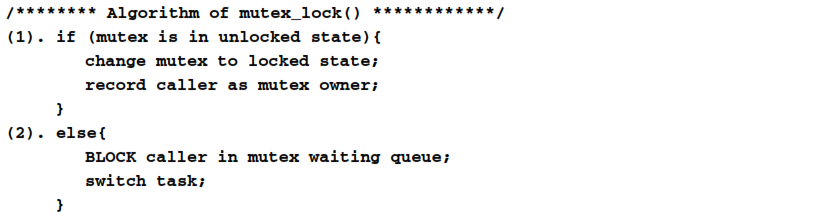 /******** Algorithm of mutex_lock() ************/
(1). if (mutex is in unlocked state){
change mutex to locked state;
record caller as mutex owner;
}
(2). else{
BLOCK caller in mutex waiting queue;
switch task;
}